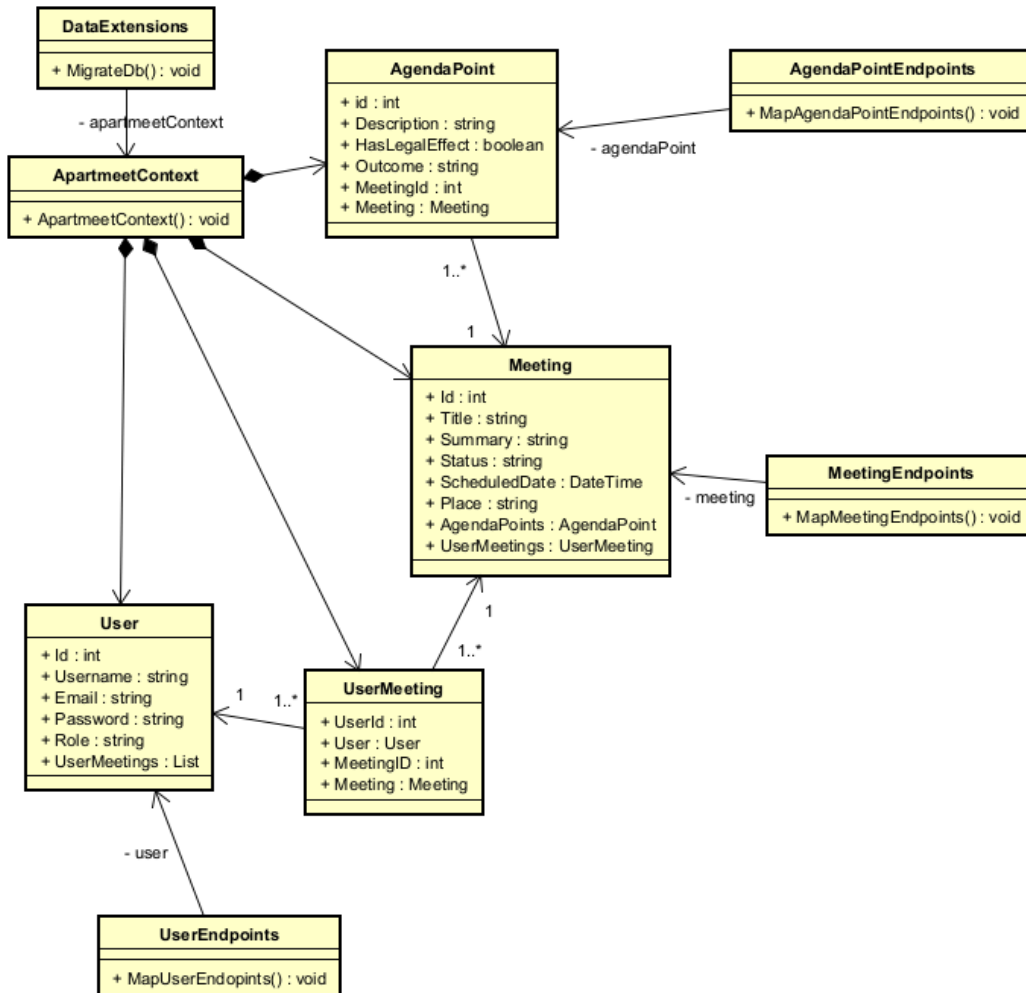 DataExtensions
+ MigrateDb() : void
- apartmeetContext
ApartmeetContext
+ ApartmeetContext() : void
AgendaPoint
+ id : int
+ Description : string
+ HasLegalEffect : boolean
+ Outcome : string
+ MeetingId : int
+ Meeting : Meeting
AgendaPointEndpoints
+ MapAgendaPointEndpoints() : void
- agendaPoint
1..*
1
Meeting
+ Id : int
+ Title : string
+ Summary : string
+ Status : string
+ ScheduledDate : DateTime
+ Place : string
+ AgendaPoints : AgendaPoint
+ UserMeetings : UserMeeting
MeetingEndpoints
+ MapMeetingEndpoints() : void
- meeting
1
1..*
User
+ Id : int
+ Username : string
+ Email : string
+ Password : string
+ Role : string
+ UserMeetings : List
1
1..*
UserMeeting
+ UserId : int
+ User : User
+ MeetingID : int
+ Meeting : Meeting
- user
UserEndpoints
+ MapUserEndopints() : void